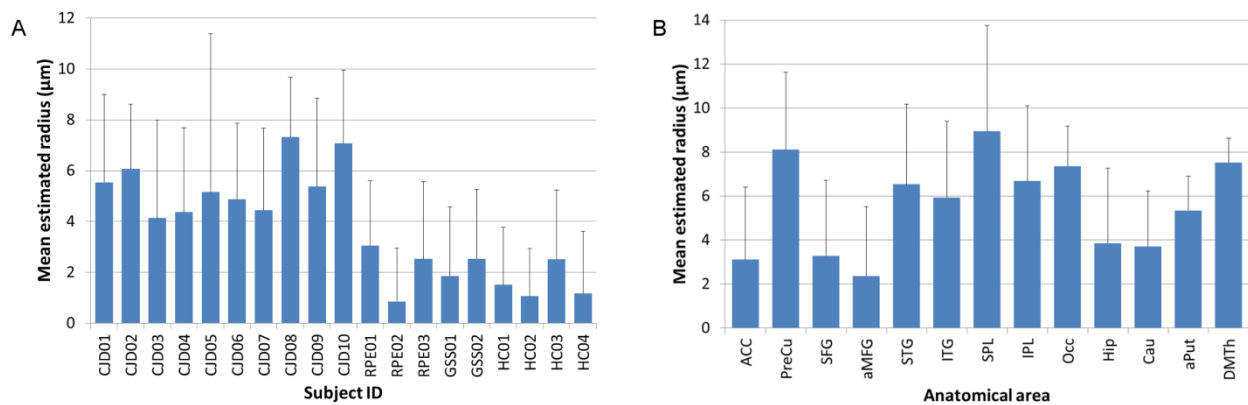 A
Mean estimated radius (µm)
12
10
8
6
4
2
0
CJD01
CJD02
CJD03
CJD04
CJD05
CJD06
CJD07
CJD08
CJD09
CJD10
RPE01
RPE02
RPE03
GSS01
GSS02
HC01
HC02
HC03
HC04
Subject ID
B
Mean estimated radius (µm)
14
12
10
8
6
4
2
0
ACC
PreCu
SFG
aMFG
STG
ITG
SPL
IPL
Occ
Hip
Cau
aPut
DMTh
Anatomical area